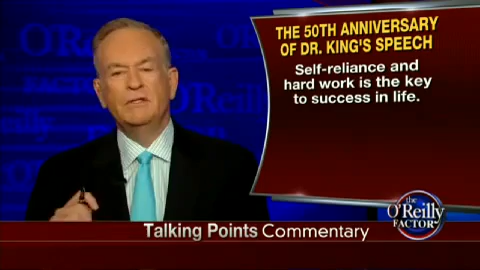 THE 50TH ANNIVERSARY
OF DR. KING'S SPEECH
Self-reliance and
hard work is the key
to success in life.
O'Reilly
the
O'Reilly
FACTOR
Talking Points Commentary